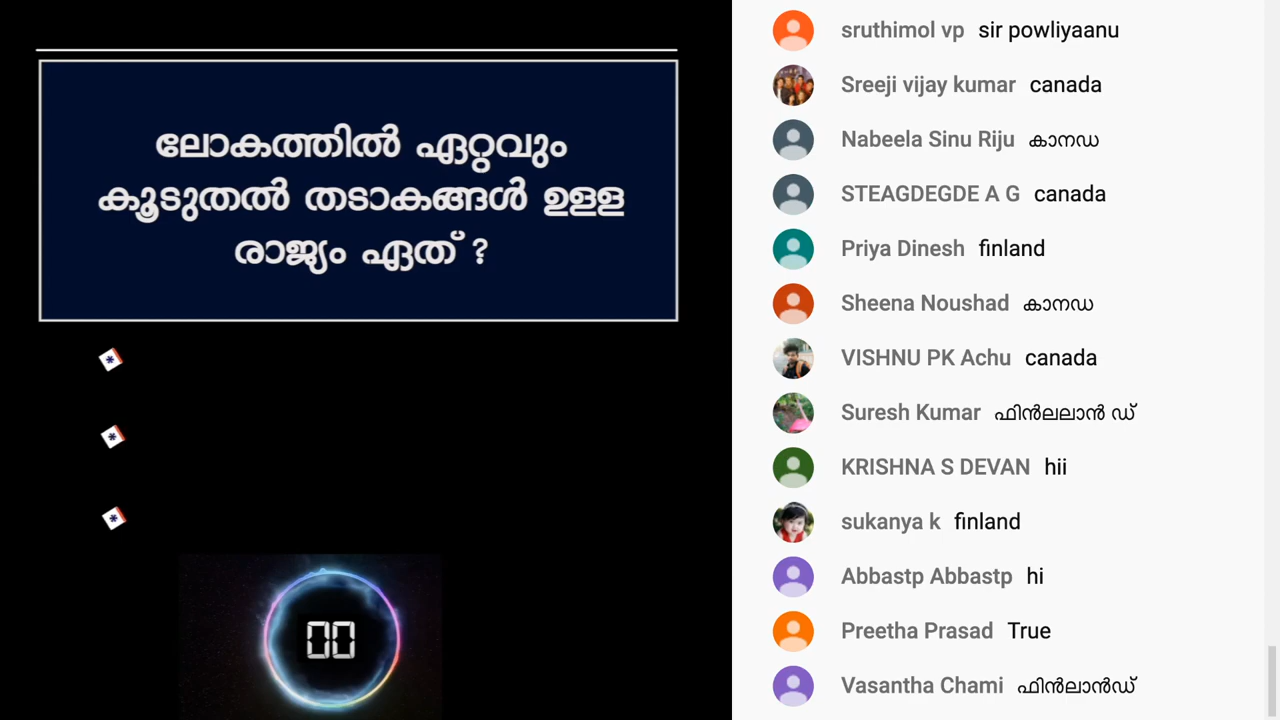 ലോകത്തിൽ ഏറ്റവും
കൂടുതൽ തടാകങ്ങൾ ഉള്ള
രാജ്യം ഏത് ?
00
sruthimol vp sir powliyaanu
Sreeji vijay kumar canada
Nabeela Sinu Riju കാനഡ
STEAGDEGDE A G canada
Priya Dinesh finland
Sheena Noushad കാനഡ
VISHNU PK Achu canada
Suresh Kumar ഫിൻലലാൻ ഡ്
KRISHNA S DEVAN hii
sukanya k finland
Abbastp Abbastp hi
Preetha Prasad True
Vasantha Chami ഫിൻലാൻഡ്